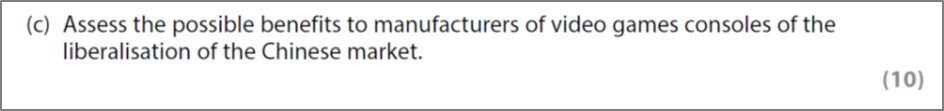 (c) Assess the possible benefits to manufacturers of video games consoles of the
liberalisation of the Chinese market.
(10)